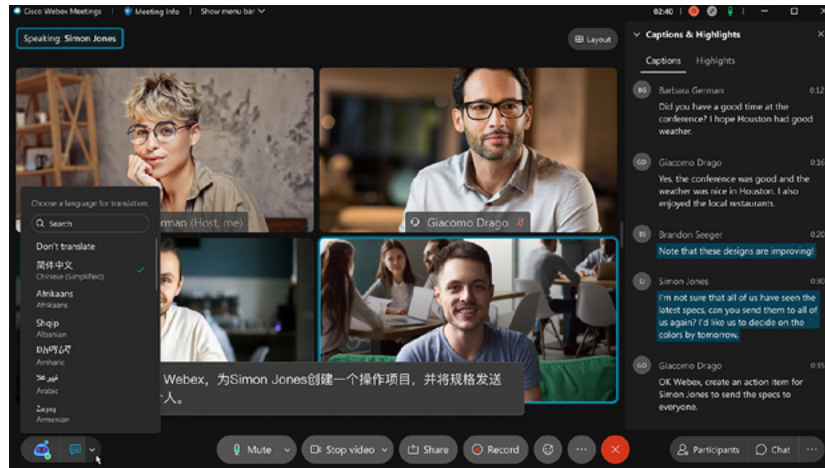 Cisco Webex Meetings
Meeting Info
Show menu bar
02:40
Speaking: Simon Jones
Layout
rman (Host, me)
Giacomo Drago
Choose a language for translation:
Search
Don't translate
简体中文
Chinese (Simplified)
Afrikaans
Afrikaans
Shqip
Albanian
አማርኛ
Amharic
Arabic
Armenian
Webex，为Simon Jones创建一个操作项目，并将规格发送
人。
Mute
Stop video
Share
Record
Participants
Chat
Captions & Highlights
Captions
Highlights
BG
Barbara German
0:12
Did you have a good time at the
conference? I hope Houston had good
weather.
GD
Giacomo Drago
0:16
Yes, the conference was good and the
weather was nice in Houston. I also
enjoyed the local restaurants.
BS
Brandon Seeger
0:20
Note that these designs are improving!
Simon Jones
0:30
I'm not sure that all of us have seen the
latest specs, can you send them to all of
us again? I'd like us to decide on the
colors by tomorrow.
GD
Giacomo Drago
0:35
OK Webex, create an action item for
Simon Jones to send the specs to
everyone.